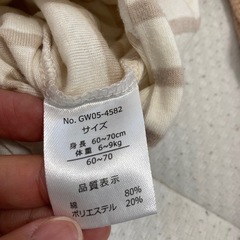 No. GW05-4582
サイズ
身長 60~70cm
体重 6~9kg
60~70
品質表示
綿 80%
ポリエステル 20%